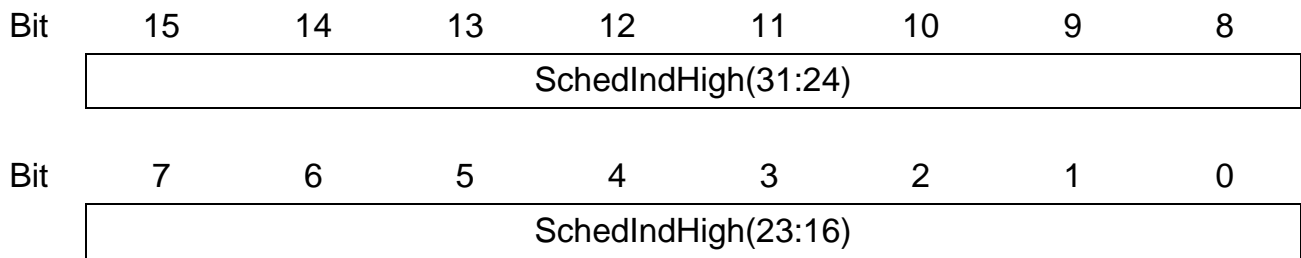 Bit 15 14 13 12 11 10 9 8
SchedIndHigh(31:24)
Bit 7 6 5 4 3 2 1 0
SchedIndHigh(23:16)